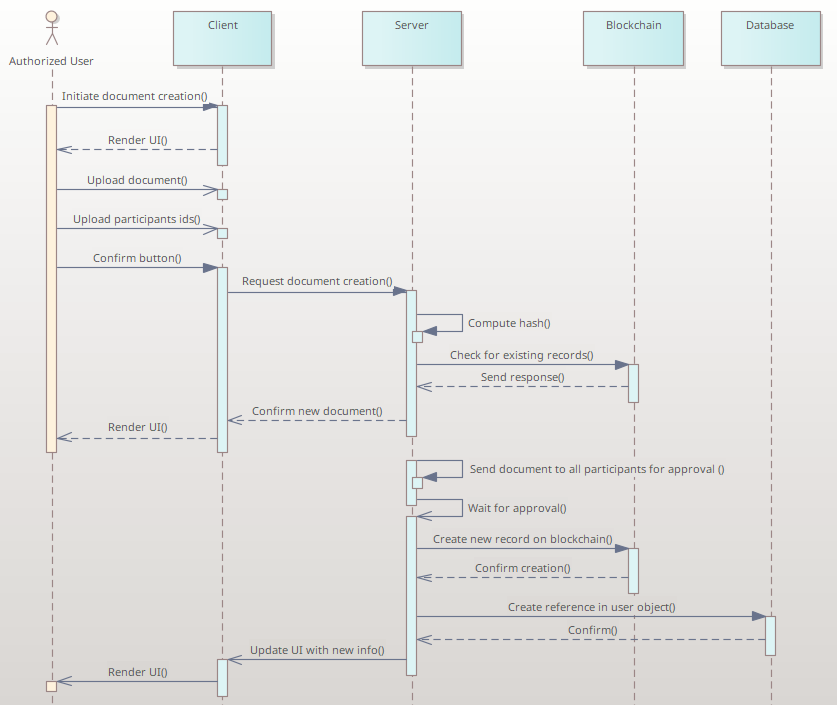 Client
Server
Blockchain
Database
Authorized User
Initiate document creation()
Render UI()
Upload document()
Upload participants ids()
Confirm button()
Request document creation()
Compute hash()
Check for existing records()
Send response()
Confirm new document()
Render UI()
Send document to all participants for approval ()
Wait for approval()
Create new record on blockchain()
Confirm creation()
Create reference in user object()
Confirm()
Update UI with new info()
Render UI()